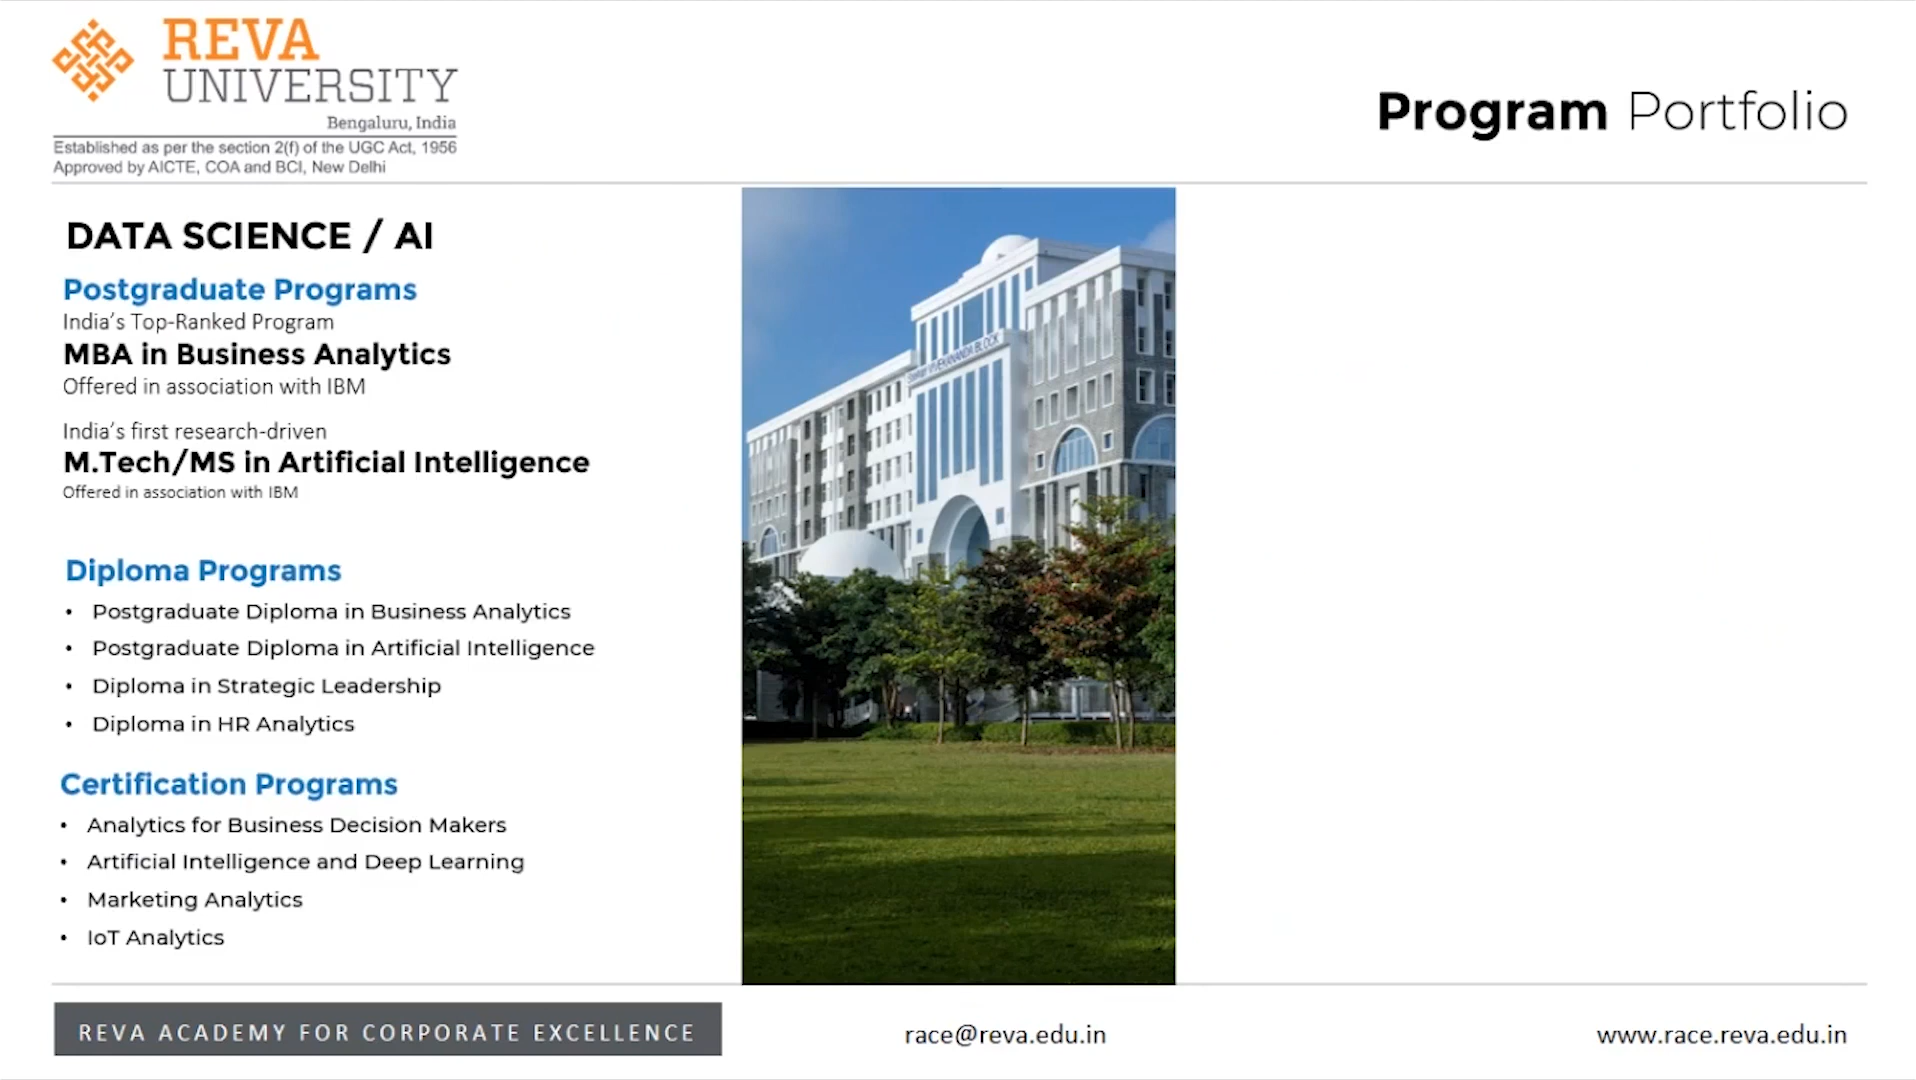 REVA
UNIVERSITY
Bengaluru, India
Established as per the section 2(f) of the UGC Act, 1956
Approved by AICTE, COA and BCI, New Delhi
Program Portfolio
DATA SCIENCE / AI
Postgraduate Programs
India’s Top-Ranked Program
MBA in Business Analytics
Offered in association with IBM
India’s first research-driven
M.Tech/MS in Artificial Intelligence
Offered in association with IBM
Diploma Programs
• Postgraduate Diploma in Business Analytics
• Postgraduate Diploma in Artificial Intelligence
• Diploma in Strategic Leadership
• Diploma in HR Analytics
Certification Programs
• Analytics for Business Decision Makers
• Artificial Intelligence and Deep Learning
• Marketing Analytics
• IoT Analytics
VIVEKANANDA BLOCK
REVA ACADEMY FOR CORPORATE EXCELLENCE
race@reva.edu.in
www.race.reva.edu.in